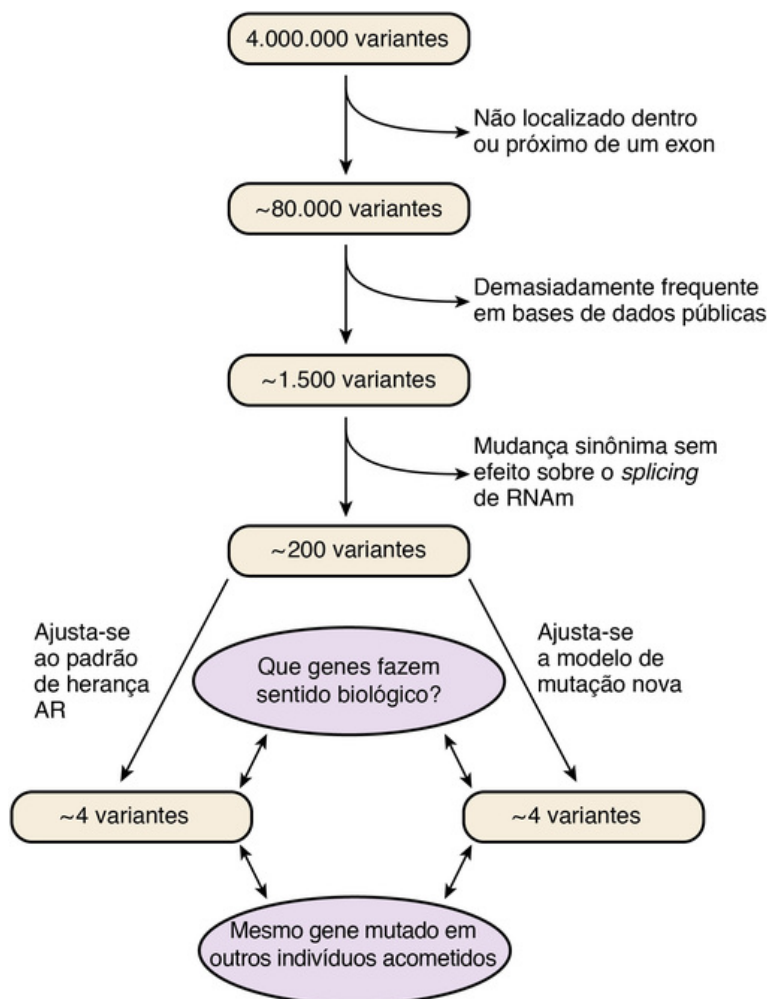 4.000.000 variantes
Não localizado dentro
ou próximo de um exon
~80.000 variantes
Demasiadamente frequente
em bases de dados públicas
~1.500 variantes
Mudança sinônima sem
efeito sobre o splicing
de RNAm
~200 variantes
Ajusta-se
ao padrão
de herança
AR
Que genes fazem
sentido biológico?
Ajusta-se
a modelo de
mutação nova
~4 variantes
~4 variantes
Mesmo gene mutado em
outros indivíduos acometidos